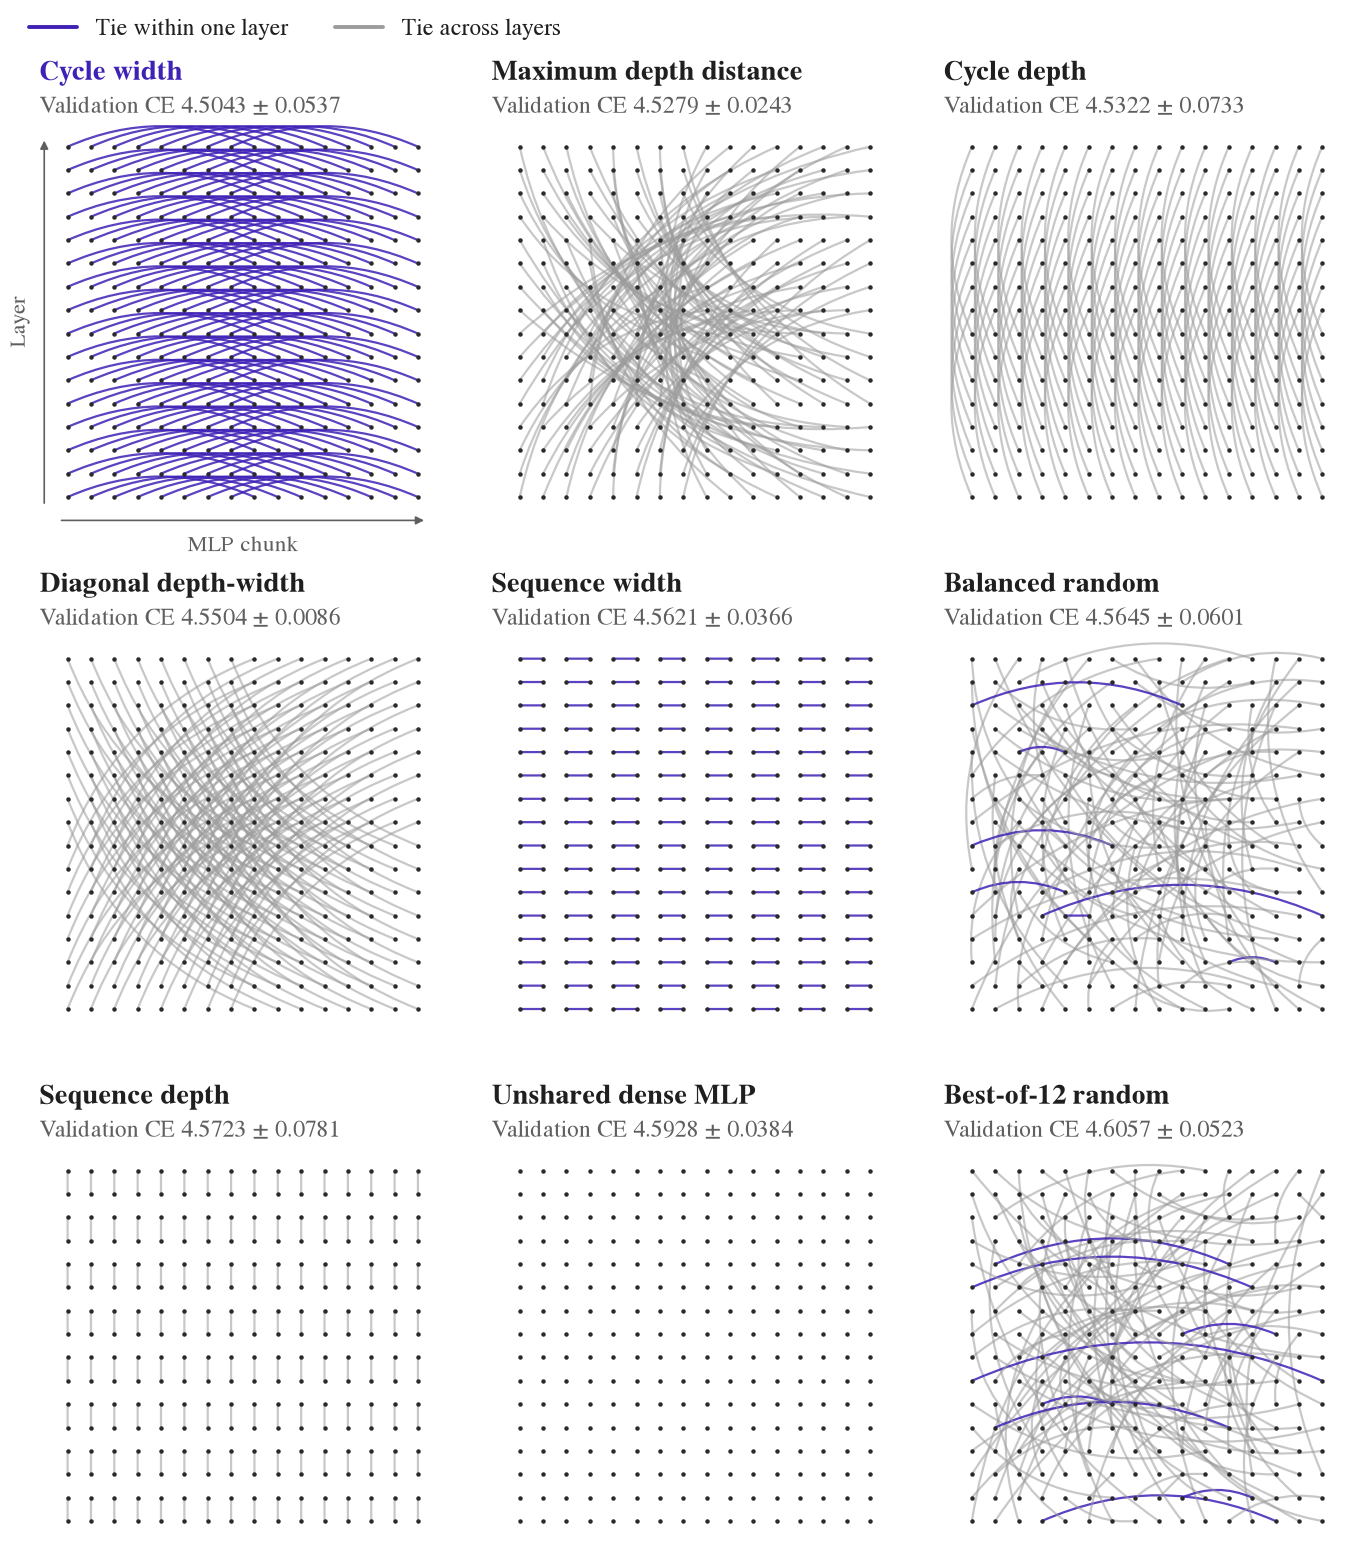 Tie within one layer Tie across layers
Cycle width
Validation CE 4.5043 ± 0.0537
Maximum depth distance
Validation CE 4.5279 ± 0.0243
Cycle depth
Validation CE 4.5322 ± 0.0733
Layer
MLP chunk
Diagonal depth-width
Validation CE 4.5504 ± 0.0086
Sequence width
Validation CE 4.5621 ± 0.0366
Balanced random
Validation CE 4.5645 ± 0.0601
Sequence depth
Validation CE 4.5723 ± 0.0781
Unshared dense MLP
Validation CE 4.5928 ± 0.0384
Best-of-12 random
Validation CE 4.6057 ± 0.0523